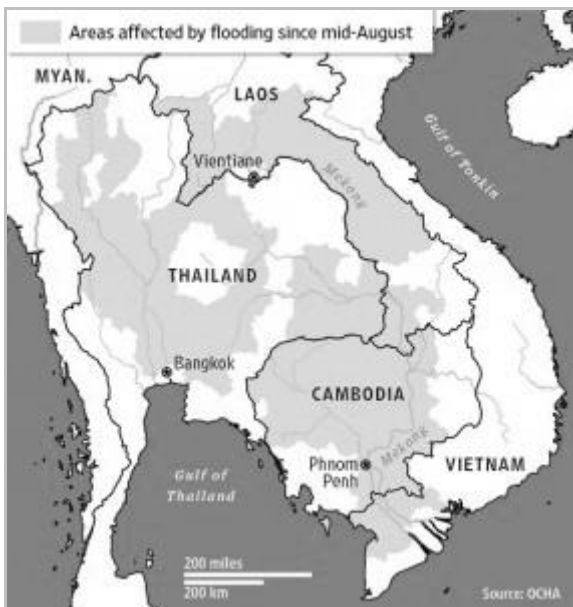 Areas affected by flooding since mid-August
MYAN.
LAOS
Gulf of Tonkin
Vientiane
Mekong
THAILAND
Bangkok
CAMBODIA
Mekong
Phnom
Penh
VIETNAM
Gulf of
Thailand
200 miles
200 km
Source: OCHA